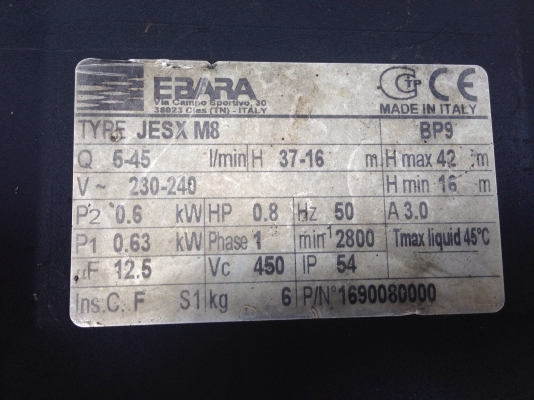 EBARA
Via Campo Sportivo, 30
38023 Cles (TN) - ITALY
CTP CE
MADE IN ITALY
TYPE JESX M8 BP9
Q 5-45 l/min H 37-16 m H max 42 m
V~ 230-240 H min 16 m
P2 0.6 kW HP 0.8 Hz 50 A 3.0
P1 0,63 kW Phase 1 min-1 2800 Tmax liquid 45°C
µF 12.5 Vc 450 IP 54
Ins.C. F S1 kg 6 P/N°1690080000